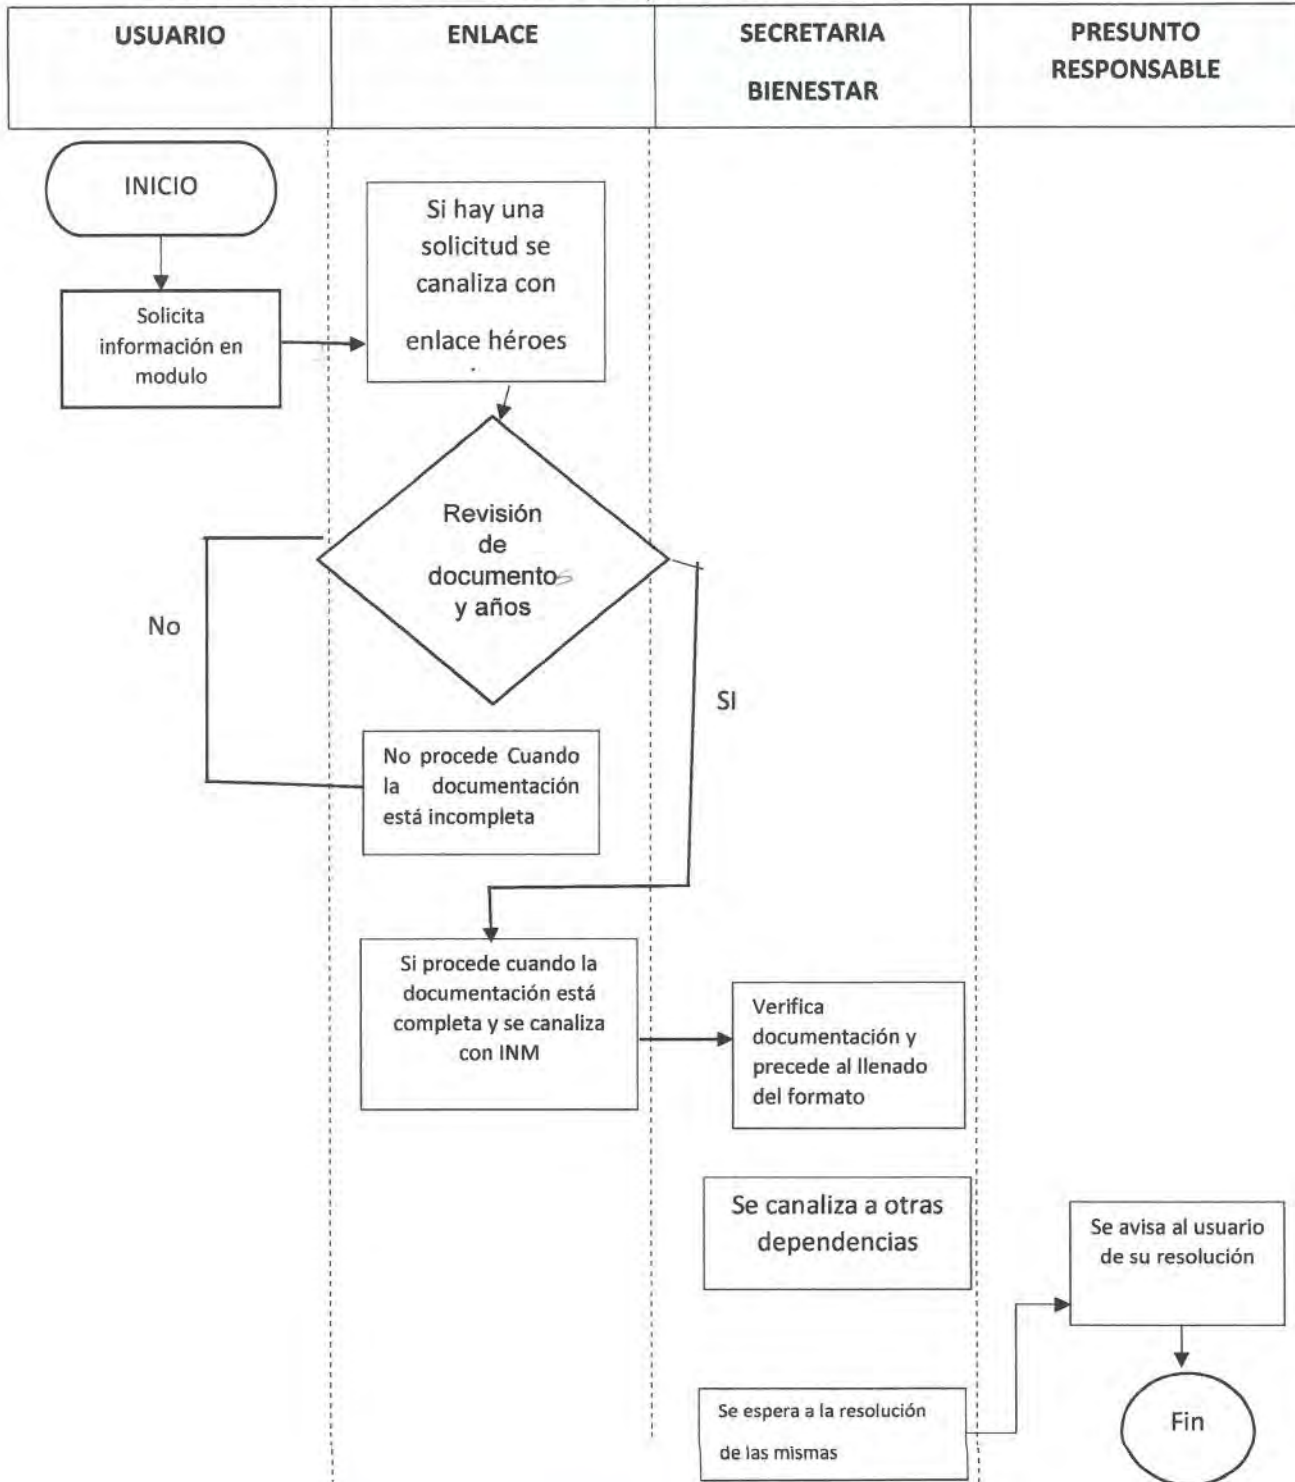 USUARIO
ENLACE
SECRETARIA
BIENESTAR
PRESUNTO
RESPONSABLE
INICIO
Solicita
información en
modulo
Si hay una
solicitud se
canaliza con
enlace héroes
Revisión
de
documentos
y años
No
SI
No procede Cuando
la documentación
está incompleta
Si procede cuando la
documentación está
completa y se canaliza
con INM
Verifica
documentación y
precede al llenado
del formato
Se canaliza a otras
dependencias
Se avisa al usuario
de su resolución
Se espera a la resolución
de las mismas
Fin